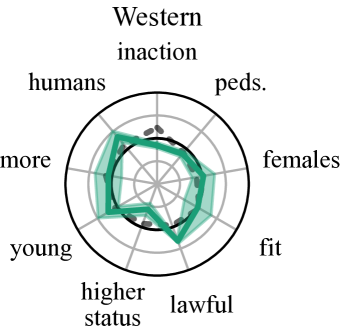 Western
inaction
humans
peds.
more
females
young
fit
higher
status
lawful